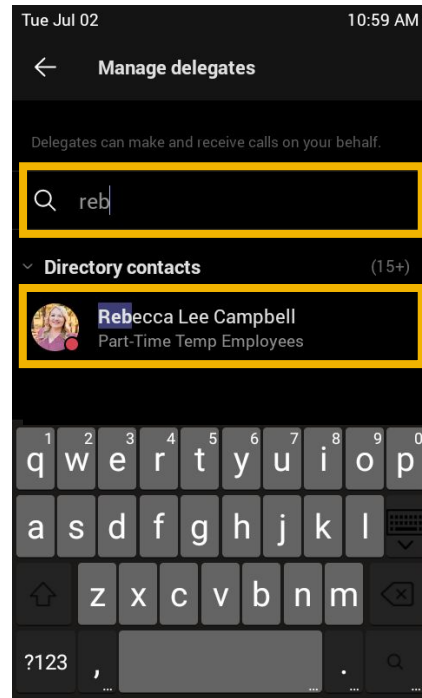 Tue Jul 02 10:59 AM
Manage delegates
Delegates can make and receive calls on your behalf.
reb
Directory contacts (15+)
Rebecca Lee Campbell
Part-Time Temp Employees
1 2 3 4 5 6 7 8 9 0
q w e r t y u i o p
a s d f g h j k l
z x c v b n m
?123 , ... ... . ... ...